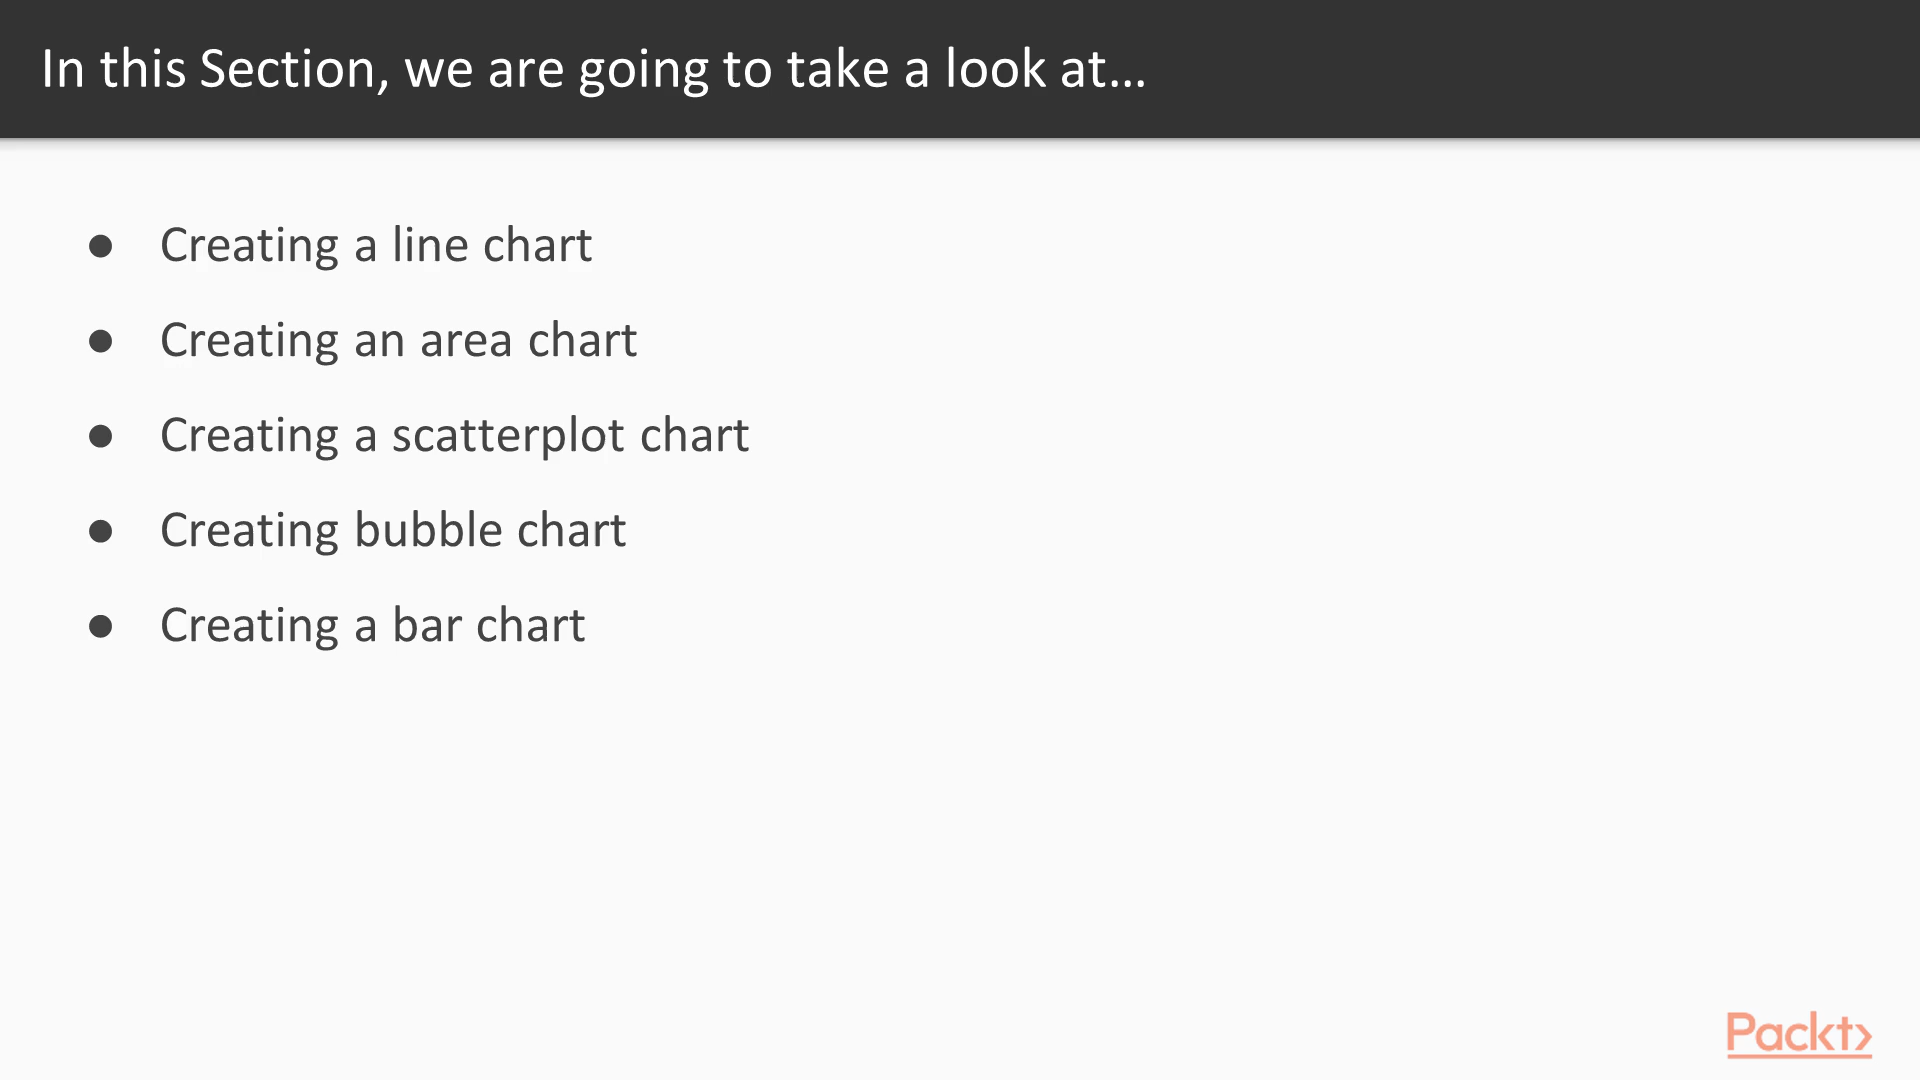 In this Section, we are going to take a look at...
● Creating a line chart
● Creating an area chart
● Creating a scatterplot chart
● Creating bubble chart
● Creating a bar chart
Packt>